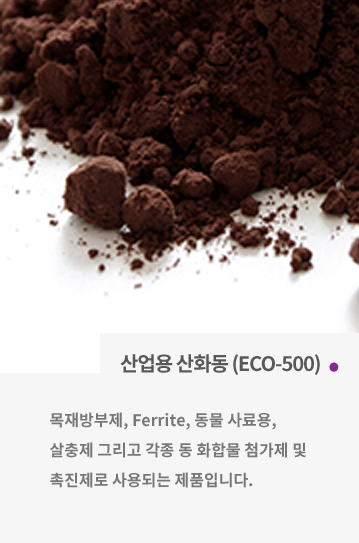 산업용 산화동 (ECO-500)
목재방부제, Ferrite, 동물 사료용,
살충제 그리고 각종 동 화합물 첨가제 및
촉진제로 사용되는 제품입니다.